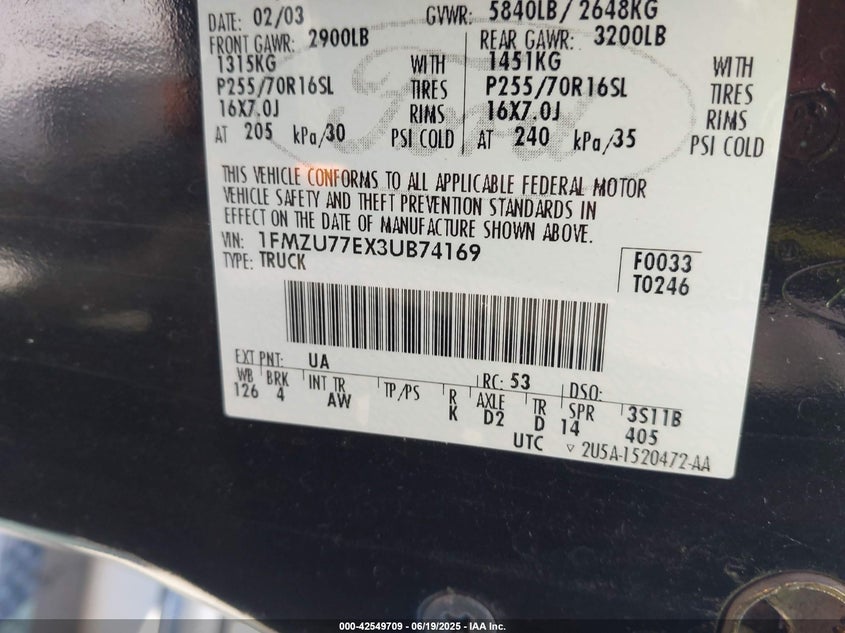 DATE: 02/03 GVWR: 5840LB / 2648KG
FRONT GAWR: 2900LB REAR GAWR: 3200LB
1315KG WITH 1451KG WITH
P255/70R16SL TIRES P255/70R16SL TIRES
16X7.0J RIMS 16X7.0J RIMS
AT 205 kPa/30 PSI COLD AT 240 kPa/35 PSI COLD
Ford
THIS VEHICLE CONFORMS TO ALL APPLICABLE FEDERAL MOTOR
VEHICLE SAFETY AND THEFT PREVENTION STANDARDS IN
EFFECT ON THE DATE OF MANUFACTURE SHOWN ABOVE.
VIN: 1FMZU77EX3UB74169
TYPE: TRUCK
F0033
T0246
EXT PNT: UA RC: 53 DSO:
WB BRK INT TR TP/PS R AXLE TR SPR 3S11B
126 4 AW K D2 D 14 405
UTC ▿ 2U5A-1520472-AA
000-42549709 - 06/19/2025 - IAA Inc.